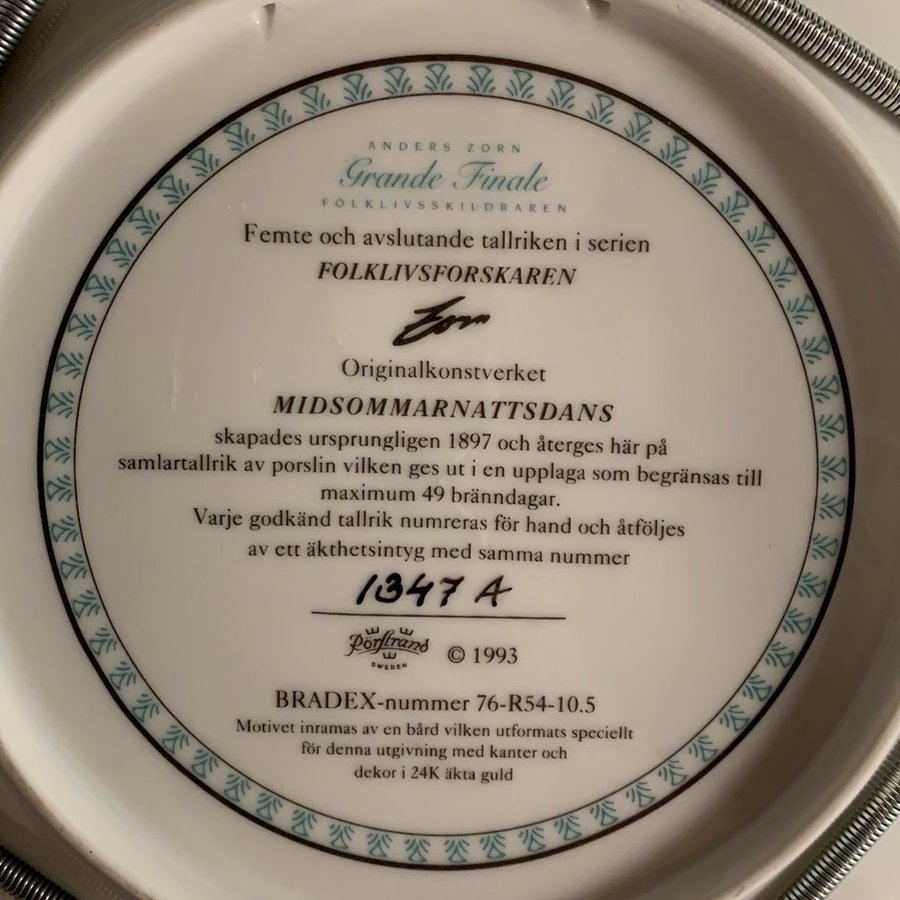 ANDERS ZORN
Grande Finale
FOLKLIVSSKILDRAREN
Femte och avslutande tallriken i serien
FOLKLIVSFORSKAREN
Zorn
Originalkonstverket
MIDSOMMARNATTSDANS
skapades ursprungligen 1897 och återges här på
samlartallrik av porslin vilken ges ut i en upplaga som begränsas till
maximum 49 bränndagar.
Varje godkänd tallrik numreras för hand och åtföljes
av ett äkthetsintyg med samma nummer
1347 A
Rörstrand
SWEDEN
© 1993
BRADEX-nummer 76-R54-10.5
Motivet inramas av en bård vilken utformats speciellt
för denna utgivning med kanter och
dekor i 24K äkta guld